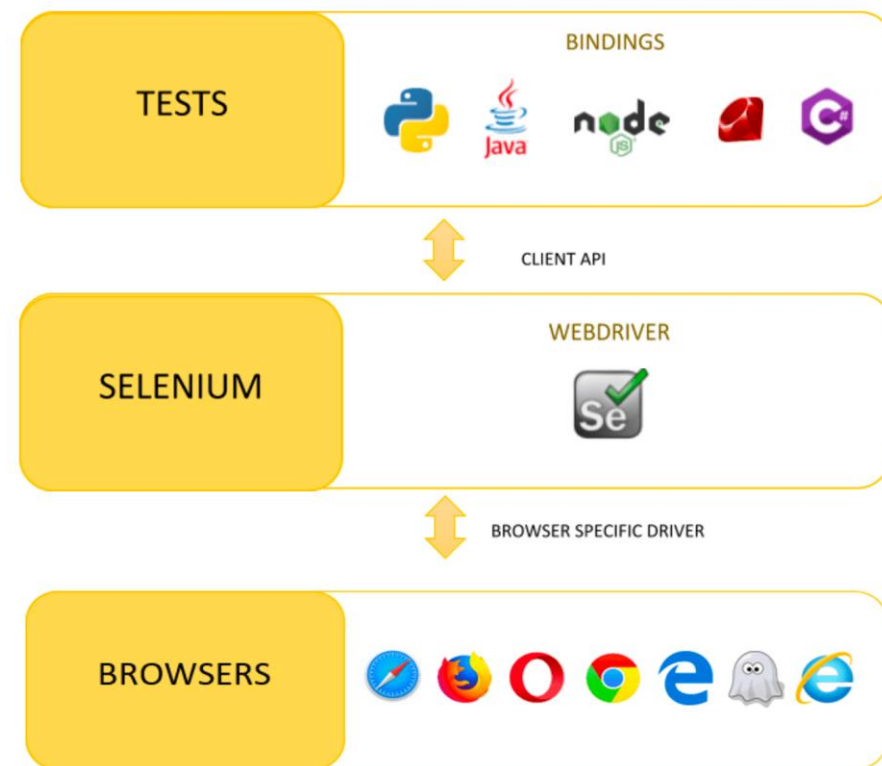 TESTS
BINDINGS
Java
node
JS
C#
CLIENT API
SELENIUM
WEBDRIVER
Se
BROWSER SPECIFIC DRIVER
BROWSERS